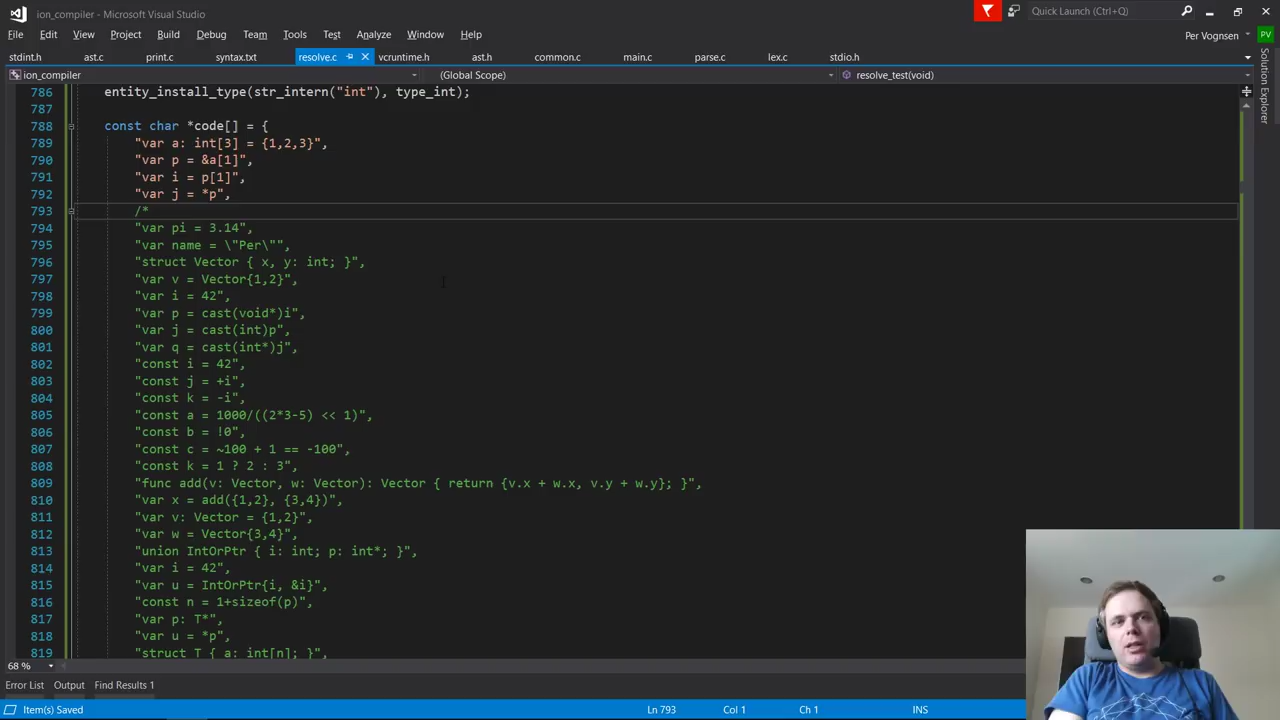 ion_compiler - Microsoft Visual Studio
Quick Launch (Ctrl+Q)
File Edit View Project Build Debug Team Tools Test Analyze Window Help
Per Vognsen PV
stdint.h ast.c print.c syntax.txt resolve.c vcruntime.h ast.h common.c main.c parse.c lex.c stdio.h
ion_compiler (Global Scope) resolve_test(void)
Solution Explorer
786 entity_install_type(str_intern("int"), type_int);
787
788 const char *code[] = {
789 "var a: int[3] = {1,2,3}",
790 "var p = &a[1]",
791 "var i = p[1]",
792 "var j = *p",
793 /*
794 "var pi = 3.14",
795 "var name = \"Per\"",
796 "struct Vector { x, y: int; }",
797 "var v = Vector{1,2}",
798 "var i = 42",
799 "var p = cast(void*)i",
800 "var j = cast(int)p",
801 "var q = cast(int*)j",
802 "const i = 42",
803 "const j = +i",
804 "const k = -i",
805 "const a = 1000/((2*3-5) << 1)",
806 "const b = !0",
807 "const c = ~100 + 1 == -100",
808 "const k = 1 ? 2 : 3",
809 "func add(v: Vector, w: Vector): Vector { return {v.x + w.x, v.y + w.y}; }",
810 "var x = add({1,2}, {3,4})",
811 "var v: Vector = {1,2}",
812 "var w = Vector{3,4}",
813 "union IntOrPtr { i: int; p: int*; }",
814 "var i = 42",
815 "var u = IntOrPtr{i, &i}",
816 "const n = 1+sizeof(p)",
817 "var p: T*",
818 "var u = *p",
819 "struct T { a: int[n]; }",
68 %
Error List Output Find Results 1
Item(s) Saved Ln 793 Col 1 Ch 1 INS